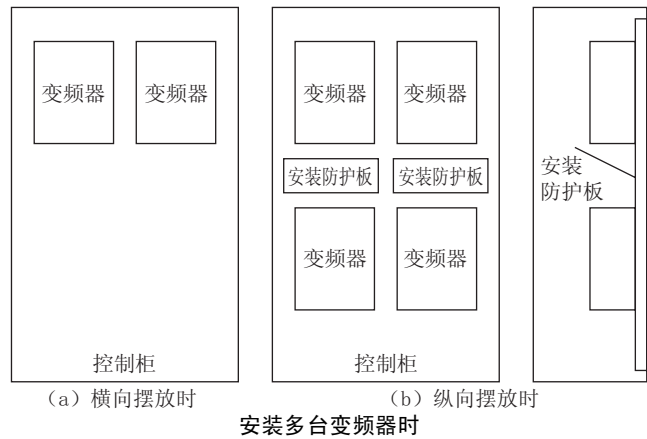 变频器 变频器
控制柜
(a) 横向摆放时
变频器 变频器
安装防护板 安装防护板
变频器 变频器
控制柜
安装
防护板
(b) 纵向摆放时
安装多台变频器时